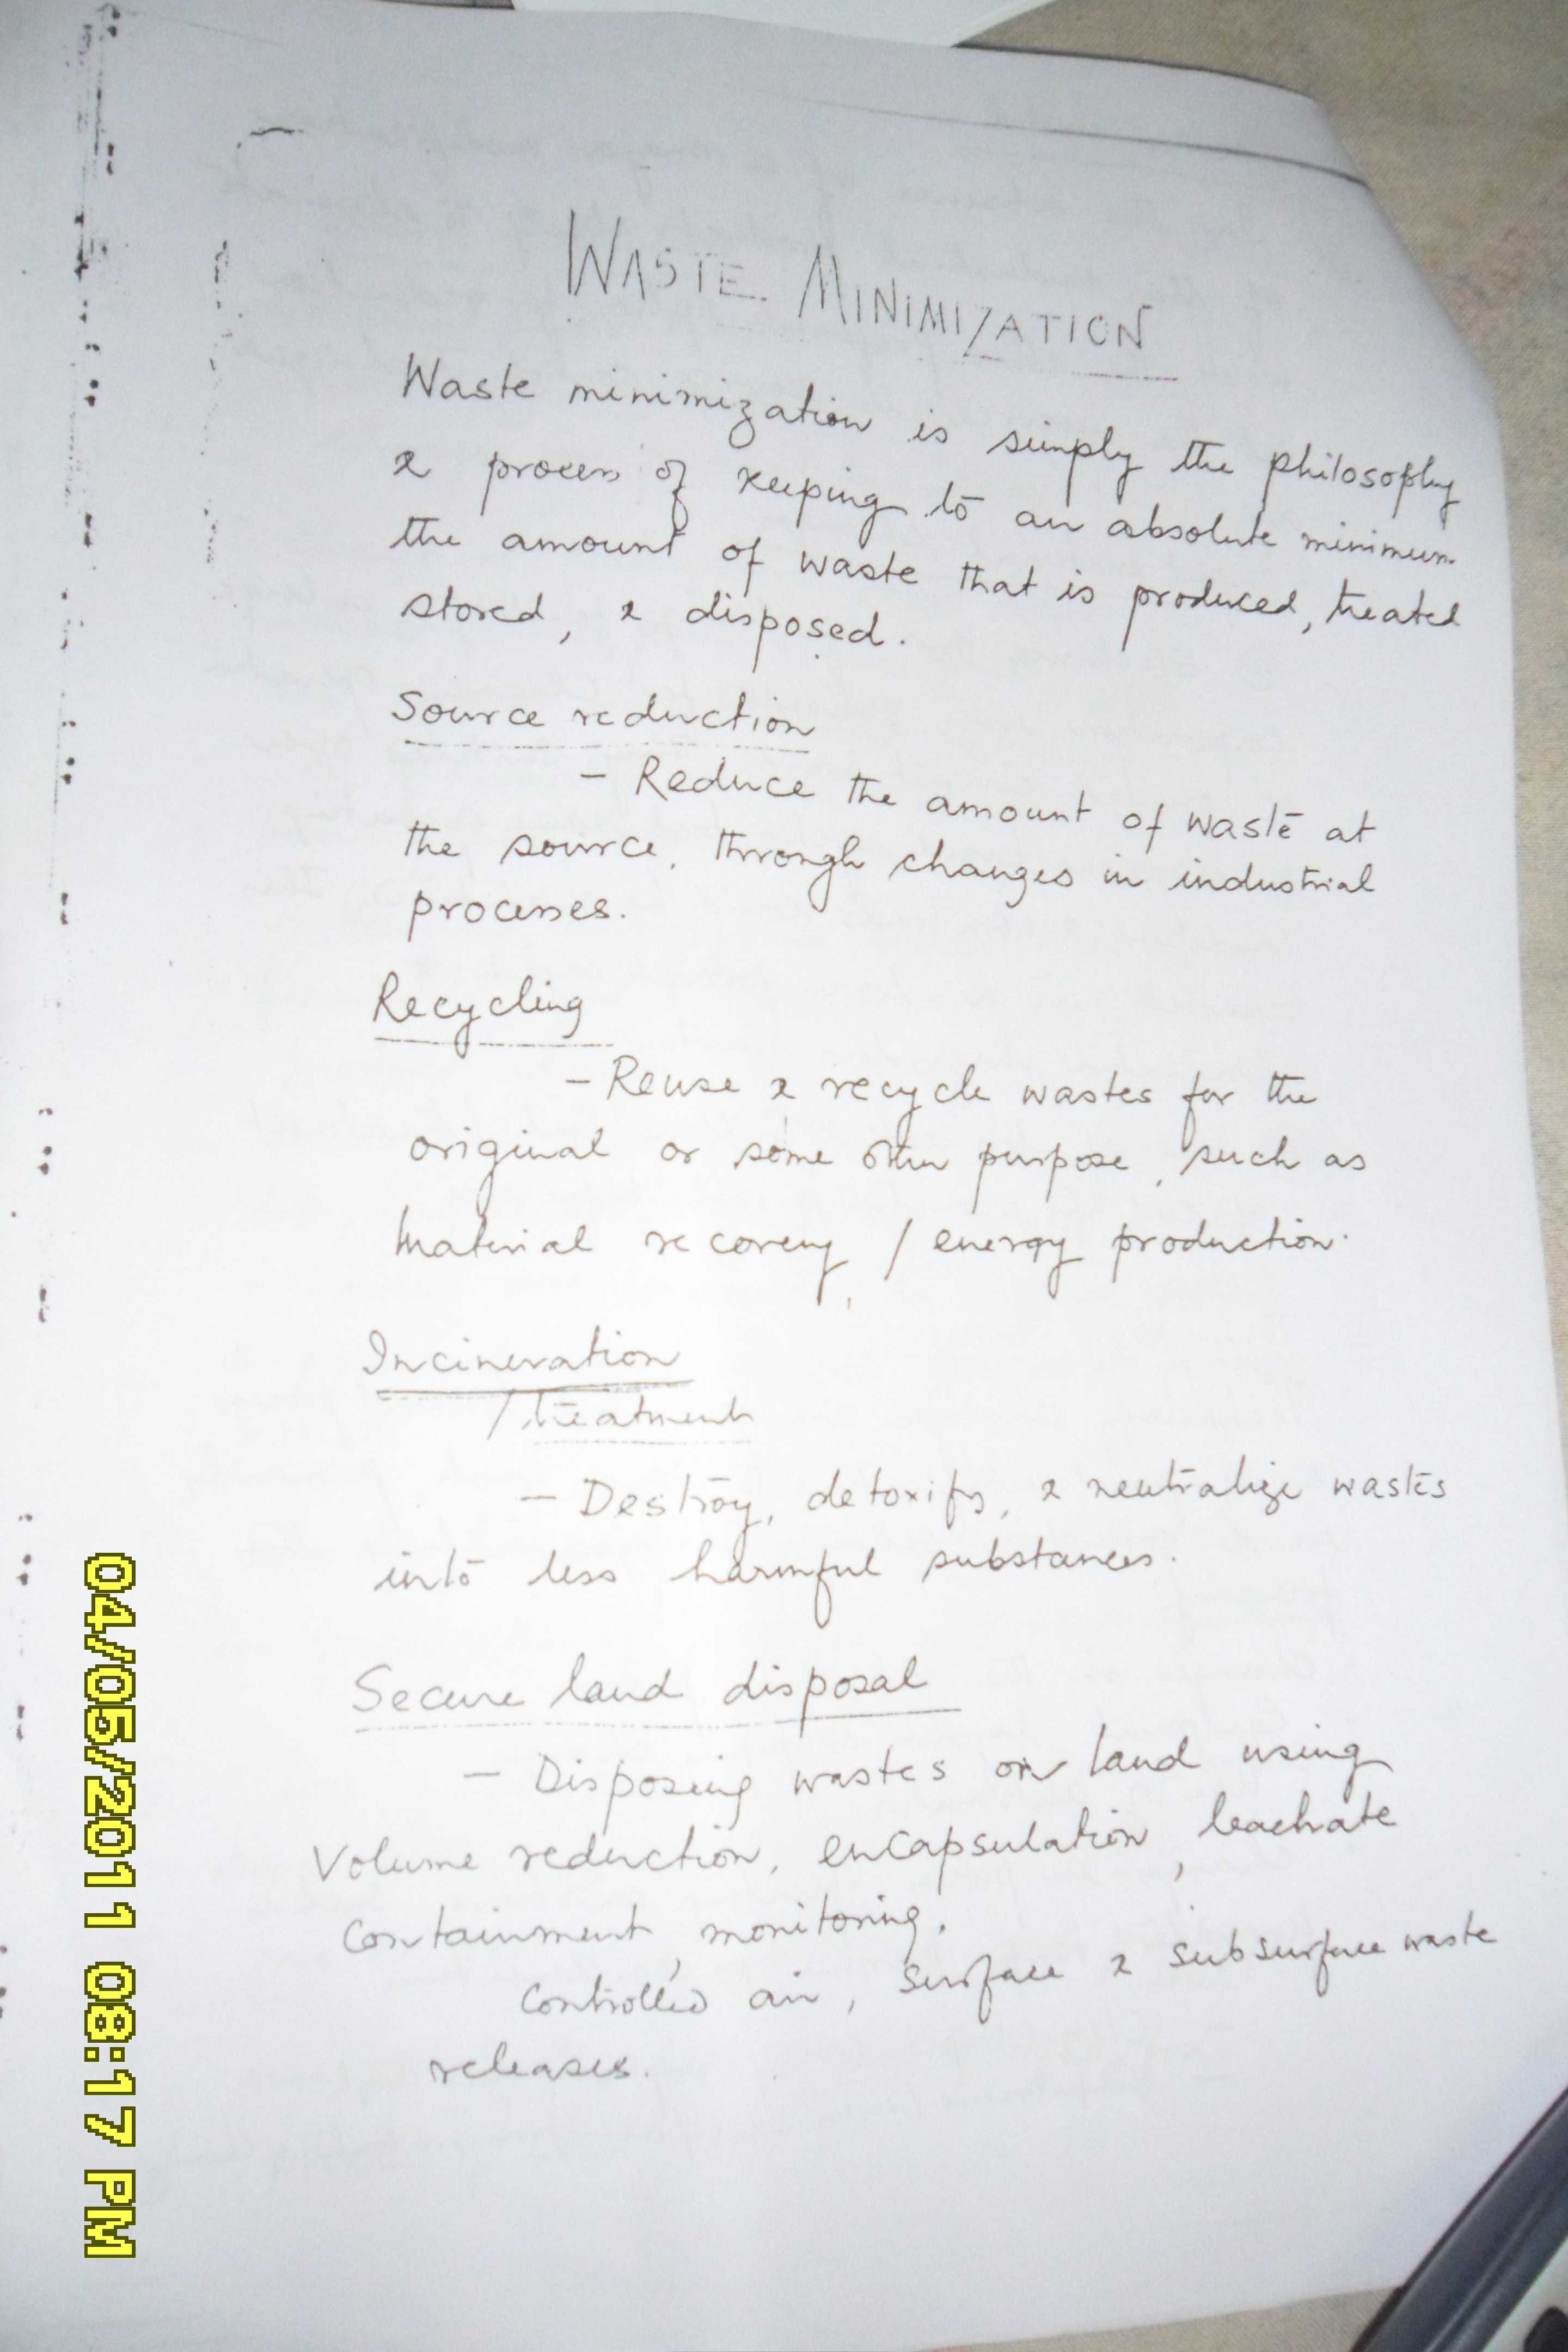 WASTE MINIMIZATION
Waste minimization is simply the philosophy
& process of keeping to an absolute minimum
the amount of waste that is produced, treated
stored, & disposed.
Source reduction
- Reduce the amount of waste at
the source, through changes in industrial
processes.
Recycling
- Reuse & recycle wastes for the
original or some other purpose, such as
material recovery / energy production.
Incineration
/ treatment
- Destroy, detoxify, & neutralize wastes
into less harmful substances.
Secure land disposal
- Disposing wastes on land using
Volume reduction, encapsulation, leachate
Containment, monitoring.
Controlled air, surface & subsurface waste
releases.
04/05/2011 08:17 PM